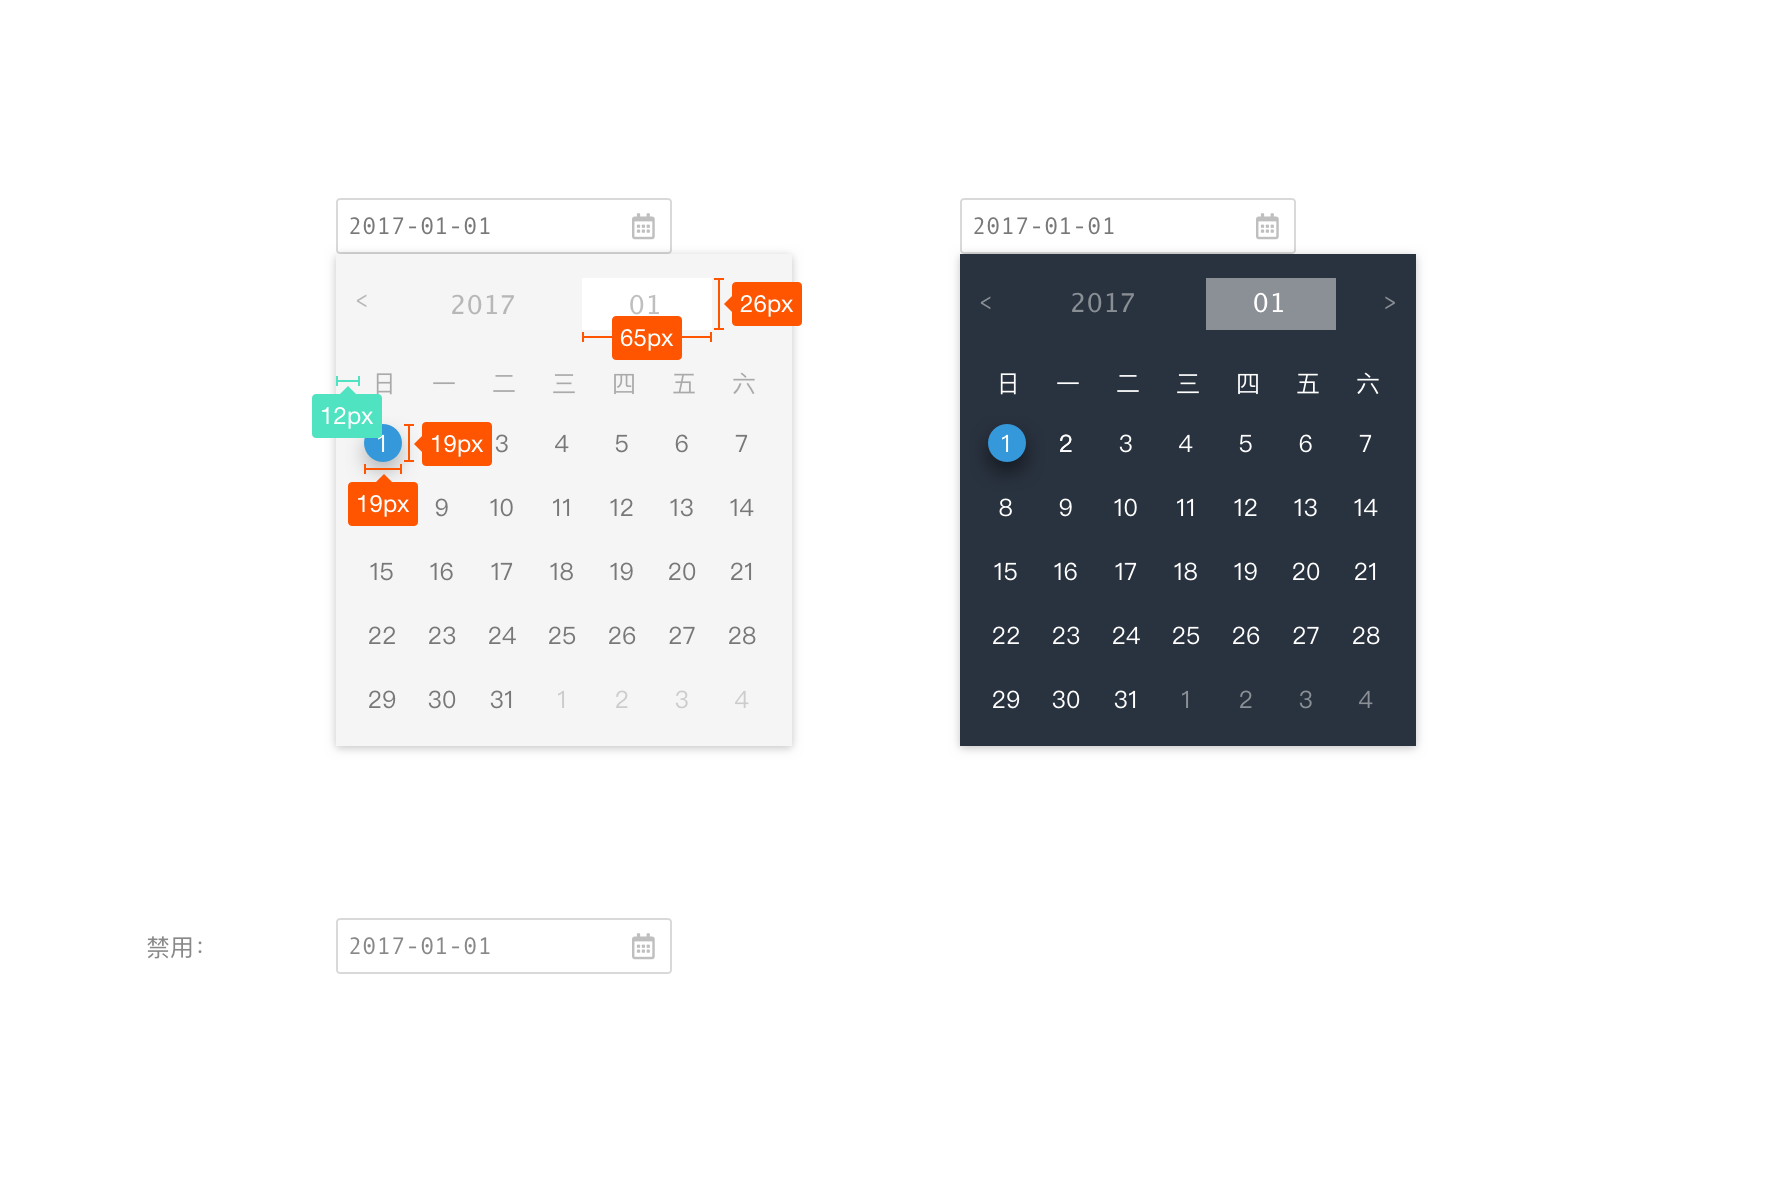 2017-01-01
< 2017 01 26px
65px
日 一 二 三 四 五 六
12px
1 19px 3 4 5 6 7
19px 9 10 11 12 13 14
15 16 17 18 19 20 21
22 23 24 25 26 27 28
29 30 31 1 2 3 4
2017-01-01
< 2017 01 >
日 一 二 三 四 五 六
1 2 3 4 5 6 7
8 9 10 11 12 13 14
15 16 17 18 19 20 21
22 23 24 25 26 27 28
29 30 31 1 2 3 4
禁用: 2017-01-01